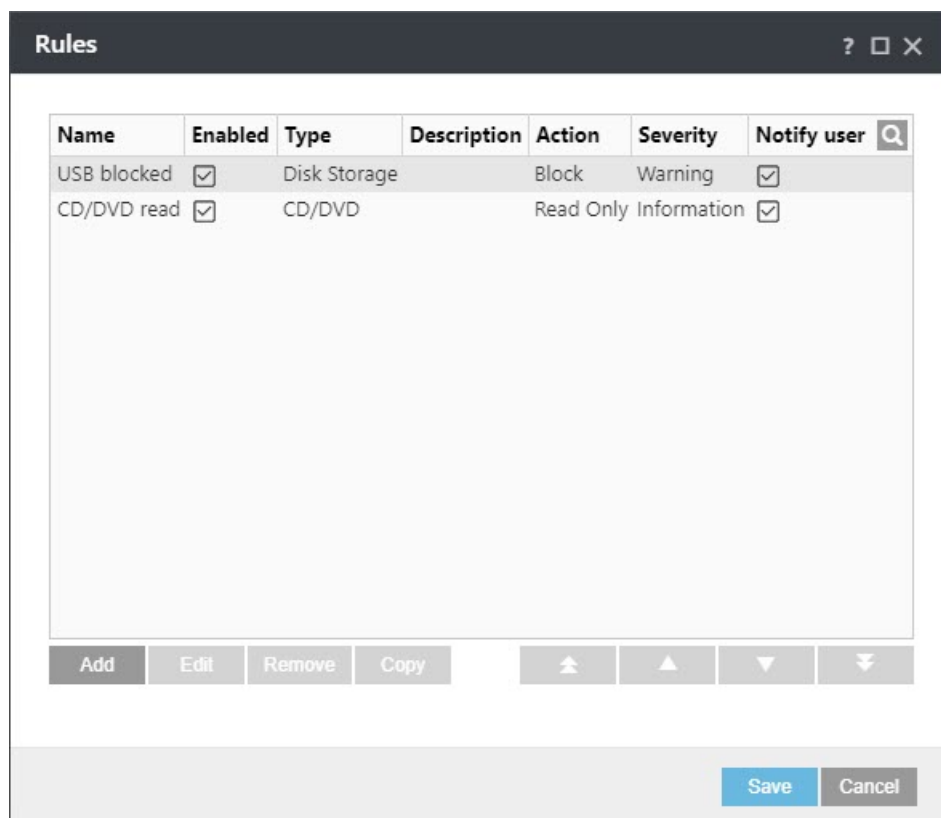 Rules ?
Name Enabled Type Description Action Severity Notify user
USB blocked Disk Storage Block Warning
CD/DVD read CD/DVD Read Only Information
Add Edit Remove Copy
Save Cancel